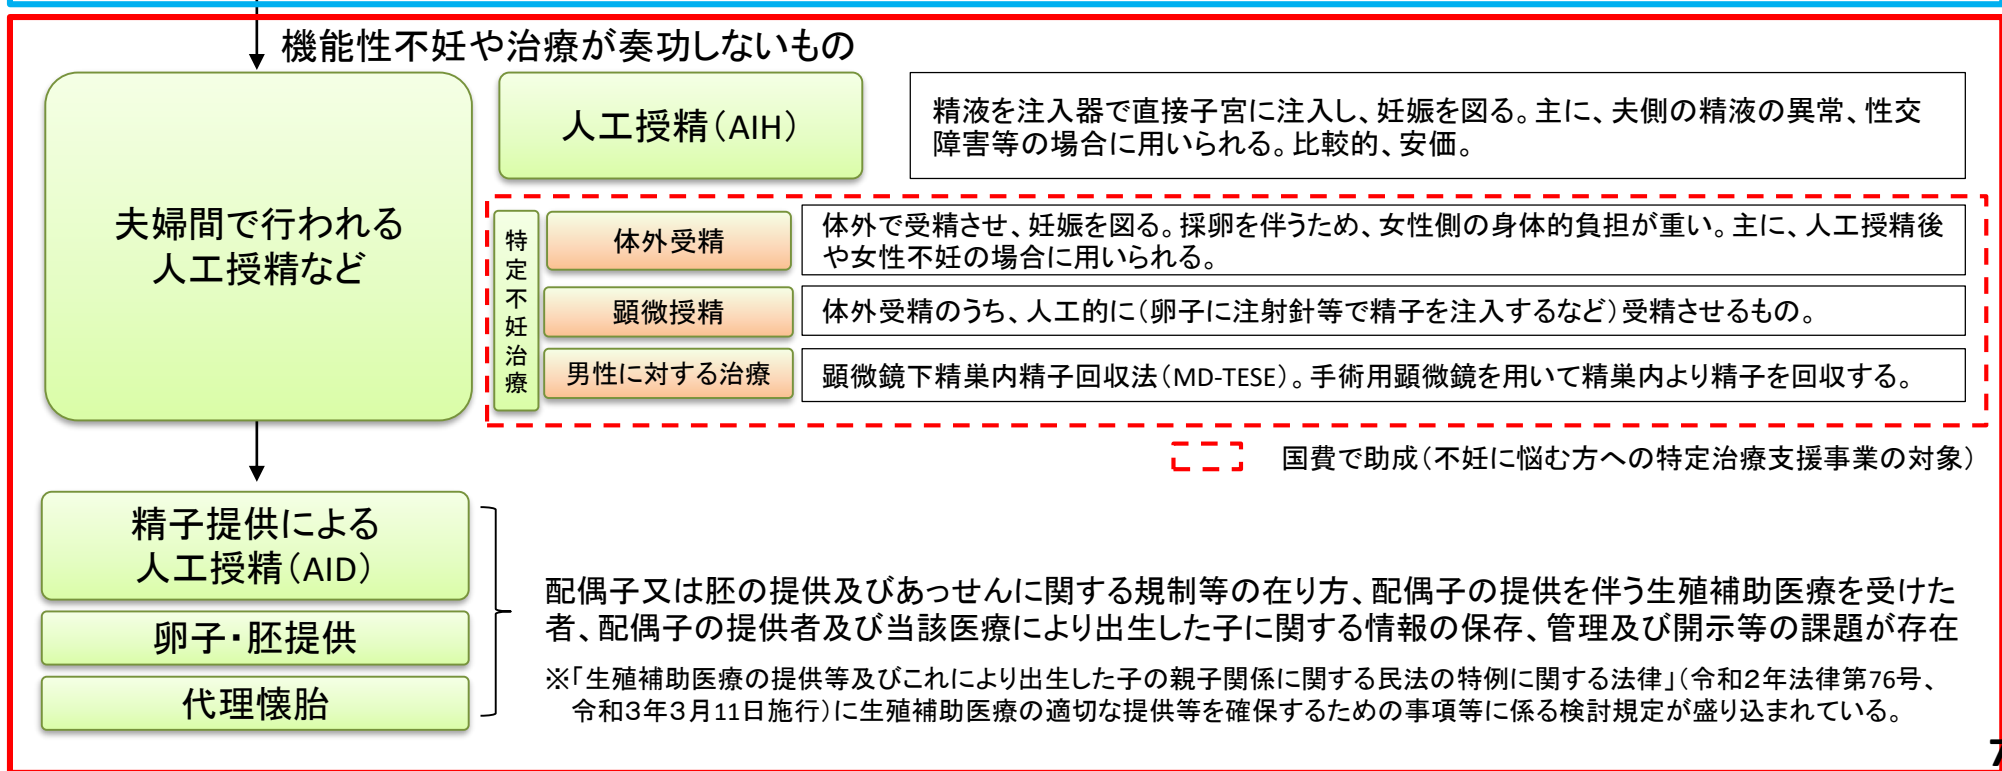 機能性不妊や治療が奏功しないもの
夫婦間で行われる
人工授精など
人工授精（AIH）
精液を注入器で直接子宮に注入し、妊娠を図る。主に、夫側の精液の異常、性交
障害等の場合に用いられる。比較的、安価。
特定不妊治療
体外受精
体外で受精させ、妊娠を図る。採卵を伴うため、女性側の身体的負担が重い。主に、人工授精後
や女性不妊の場合に用いられる。
顕微授精
体外受精のうち、人工的に（卵子に注射針等で精子を注入するなど）受精させるもの。
男性に対する治療
顕微鏡下精巣内精子回収法（MD-TESE）。手術用顕微鏡を用いて精巣内より精子を回収する。
国費で助成（不妊に悩む方への特定治療支援事業の対象）
精子提供による
人工授精（AID）
卵子・胚提供
代理懐胎
配偶子又は胚の提供及びあっせんに関する規制等の在り方、配偶子の提供を伴う生殖補助医療を受けた
者、配偶子の提供者及び当該医療により出生した子に関する情報の保存、管理及び開示等の課題が存在
※「生殖補助医療の提供等及びこれにより出生した子の親子関係に関する民法の特例に関する法律」（令和２年法律第76号、
令和３年３月11日施行）に生殖補助医療の適切な提供等を確保するための事項等に係る検討規定が盛り込まれている。
7